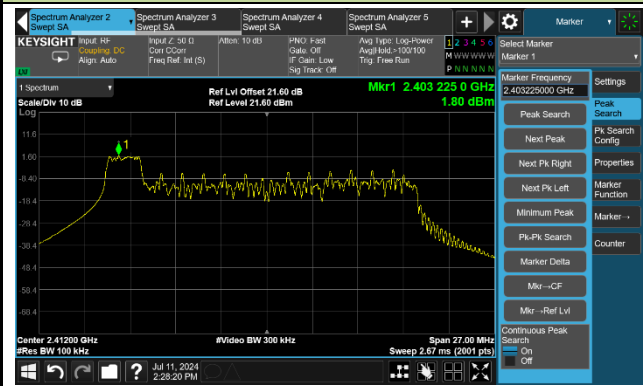 Spectrum Analyzer 2
Swept SA
Spectrum Analyzer 3
Swept SA
Spectrum Analyzer 4
Swept SA
Spectrum Analyzer 5
Swept SA
+
Marker
KEYSIGHT
Input: RF
Coupling: DC
Align: Auto
Input Z: 50 Ω
Corr CCorr
Freq Ref: Int (S)
Atten: 10 dB
PNO: Fast
Gate: Off
IF Gain: Low
Sig Track: Off
Avg Type: Log-Power
Avg|Hold:>100/100
Trig: Free Run
1 2 3 4 5 6
M W W W W W
P N N N N N
Select Marker
Marker 1
1 Spectrum
Scale/Div 10 dB
Log
Ref Lvl Offset 21.60 dB
Ref Level 21.60 dBm
Mkr1 2.403 225 0 GHz
1.80 dBm
11.6
1.60
-18.4
-28.4
-38.4
-48.4
1
Center 2.41200 GHz
#Res BW 100 kHz
#Video BW 300 kHz
Span 27.00 MHz
Sweep 2.67 ms (2001 pts)
Marker Frequency
2.403225000 GHz
Peak Search
Next Peak
Next Pk Right
Next Pk Left
Minimum Peak
Pk-Pk Search
Marker Delta
Mkr→CF
Mkr→Ref Lvl
Continuous Peak
Search
On
Off
Settings
Peak
Search
Pk Search
Config
Properties
Marker
Function
Marker→
Counter
?
Jul 11, 2024
2:28:20 PM